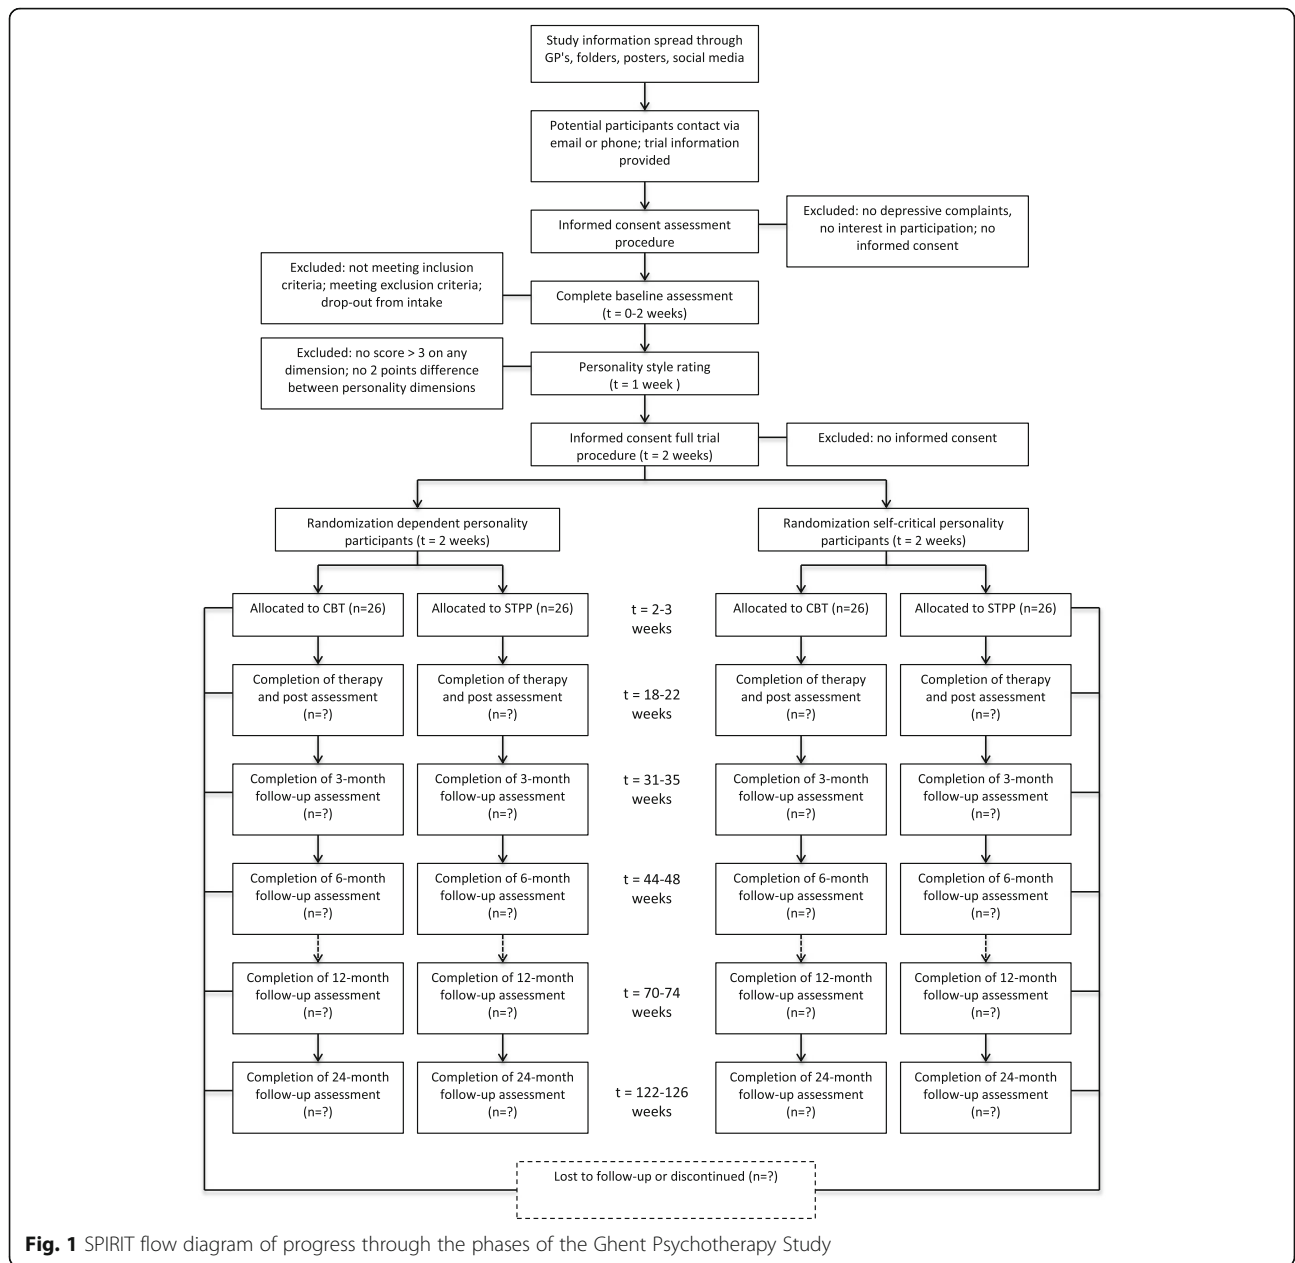 Study information spread through
GP's, folders, posters, social media
Potential participants contact via
email or phone; trial information
provided
Informed consent assessment
procedure
Excluded: no depressive complaints,
no interest in participation; no
informed consent
Excluded: not meeting inclusion
criteria; meeting exclusion criteria;
drop-out from intake
Complete baseline assessment
(t = 0-2 weeks)
Excluded: no score > 3 on any
dimension; no 2 points difference
between personality dimensions
Personality style rating
(t = 1 week )
Informed consent full trial
procedure (t = 2 weeks)
Excluded: no informed consent
Randomization dependent personality
participants (t = 2 weeks)
Randomization self-critical personality
participants (t = 2 weeks)
Allocated to CBT (n=26)
Allocated to STPP (n=26)
t = 2-3
weeks
Allocated to CBT (n=26)
Allocated to STPP (n=26)
Completion of therapy
and post assessment
(n=?)
Completion of therapy
and post assessment
(n=?)
t = 18-22
weeks
Completion of therapy
and post assessment
(n=?)
Completion of therapy
and post assessment
(n=?)
Completion of 3-month
follow-up assessment
(n=?)
Completion of 3-month
follow-up assessment
(n=?)
t = 31-35
weeks
Completion of 3-month
follow-up assessment
(n=?)
Completion of 3-month
follow-up assessment
(n=?)
Completion of 6-month
follow-up assessment
(n=?)
Completion of 6-month
follow-up assessment
(n=?)
t = 44-48
weeks
Completion of 6-month
follow-up assessment
(n=?)
Completion of 6-month
follow-up assessment
(n=?)
Completion of 12-month
follow-up assessment
(n=?)
Completion of 12-month
follow-up assessment
(n=?)
t = 70-74
weeks
Completion of 12-month
follow-up assessment
(n=?)
Completion of 12-month
follow-up assessment
(n=?)
Completion of 24-month
follow-up assessment
(n=?)
Completion of 24-month
follow-up assessment
(n=?)
t = 122-126
weeks
Completion of 24-month
follow-up assessment
(n=?)
Completion of 24-month
follow-up assessment
(n=?)
Lost to follow-up or discontinued (n=?)
Fig. 1 SPIRIT flow diagram of progress through the phases of the Ghent Psychotherapy Study